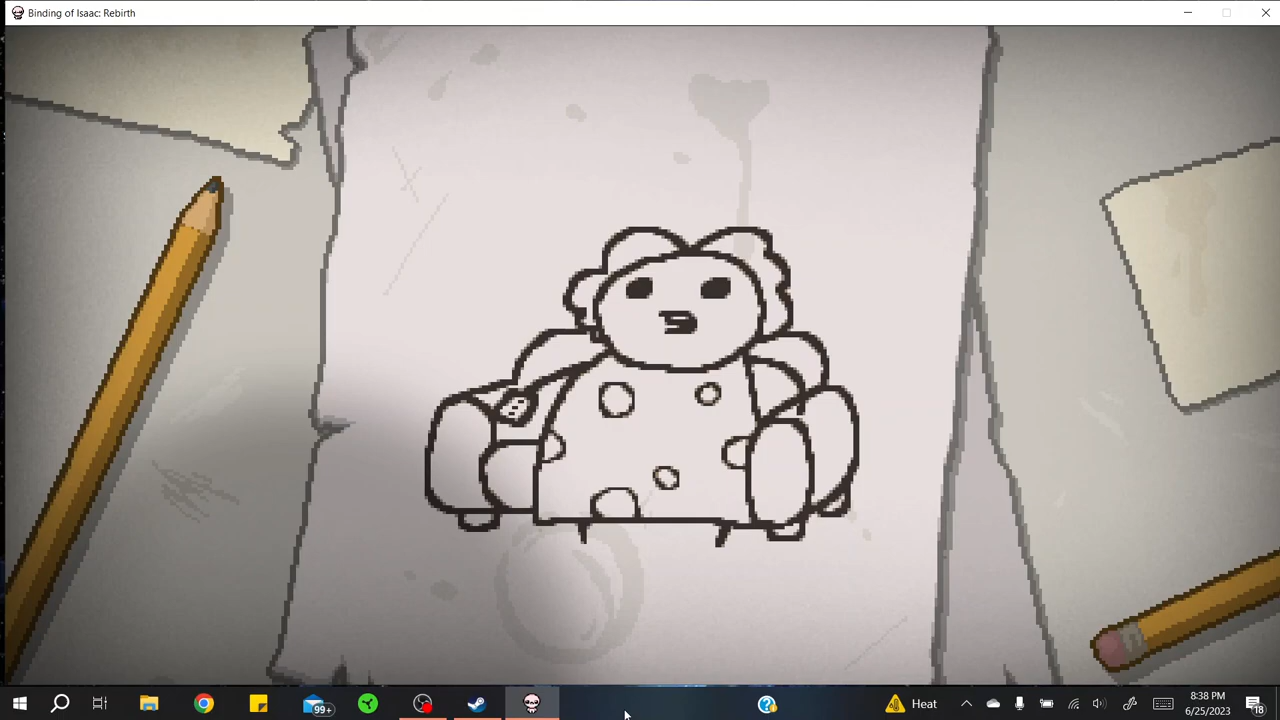 Binding of Isaac: Rebirth
99+
Heat
8:38 PM
6/25/2023
18